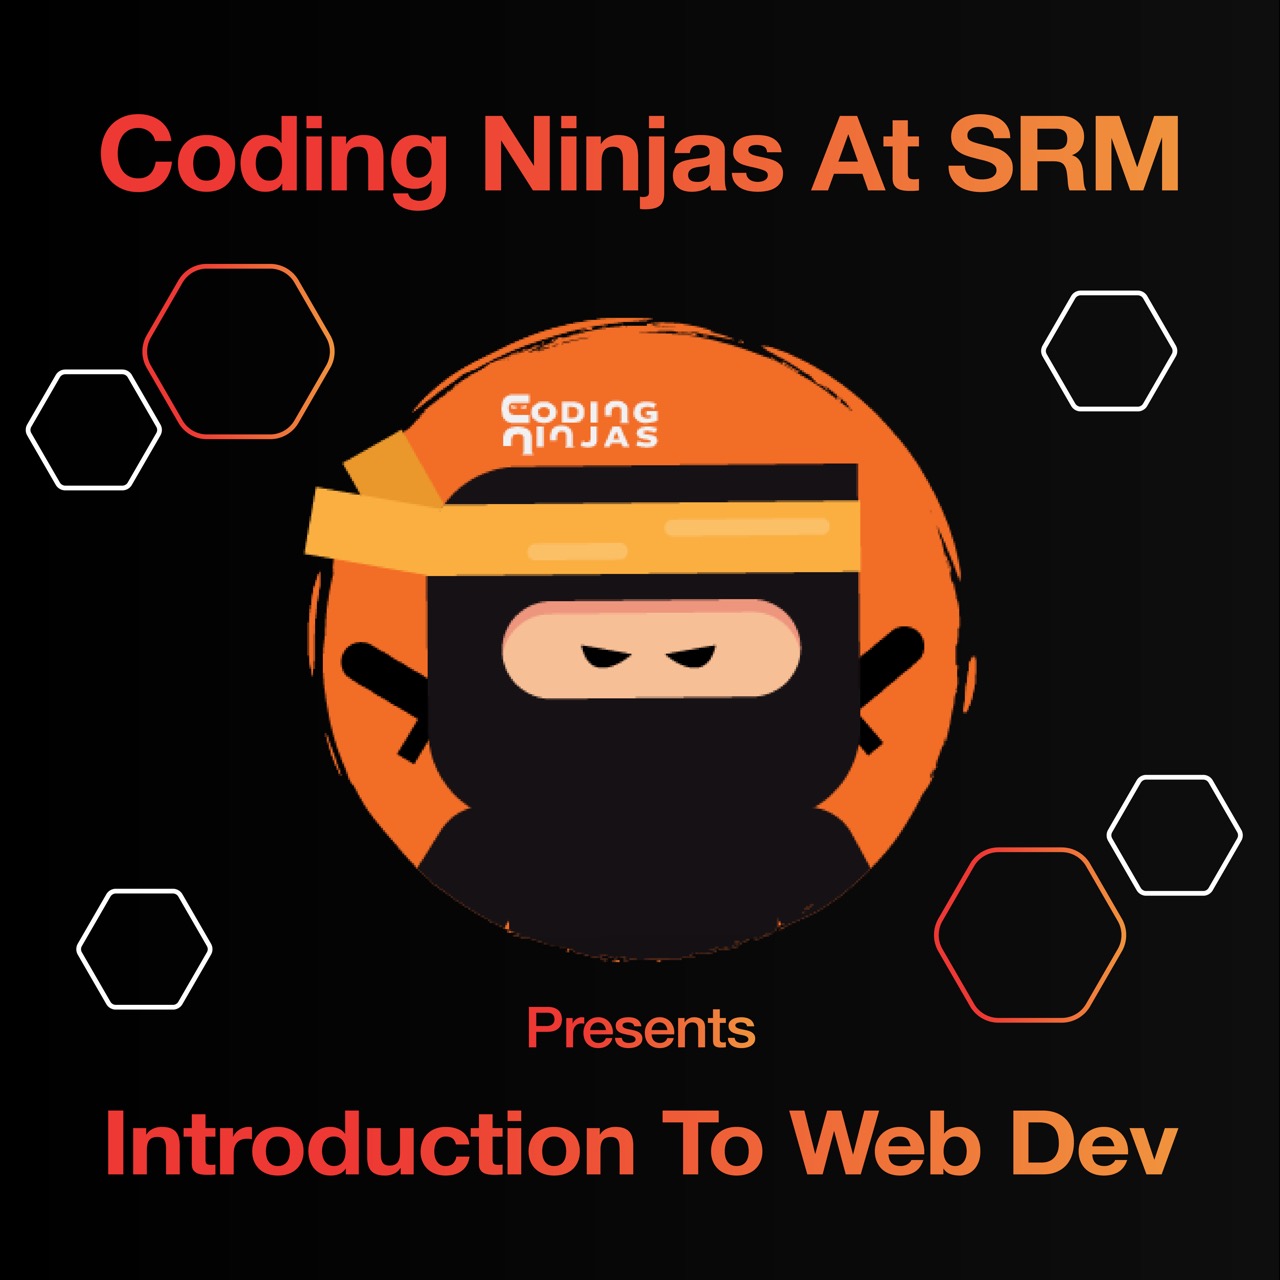 Coding Ninjas At SRM
CODING
NINJAS
Presents
Introduction To Web Dev